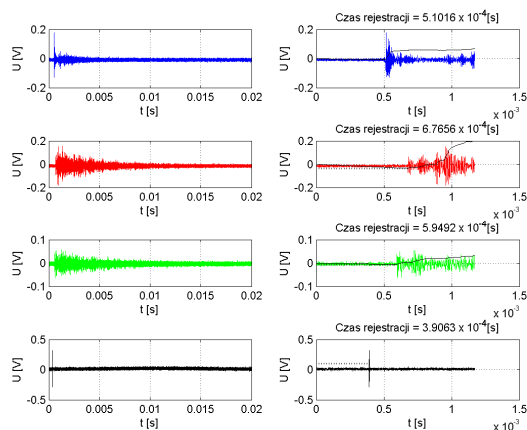 Czas rejestracji = 5.1016 x 10⁻⁴[s]
0.2
0
-0.2
U [V]
0
0.005
0.01
0.015
0.02
t [s]
0.2
0
-0.2
U [V]
0
0.5
1
1.5
t [s]
x 10⁻³
Czas rejestracji = 6.7656 x 10⁻⁴[s]
0.2
0
-0.2
U [V]
0
0.005
0.01
0.015
0.02
t [s]
0.2
0
-0.2
U [V]
0
0.5
1
1.5
t [s]
x 10⁻³
Czas rejestracji = 5.9492 x 10⁻⁴[s]
0.1
0
-0.1
U [V]
0
0.005
0.01
0.015
0.02
t [s]
0.1
0
-0.1
U [V]
0
0.5
1
1.5
t [s]
x 10⁻³
Czas rejestracji = 3.9063 x 10⁻⁴[s]
0.5
0
-0.5
U [V]
0
0.005
0.01
0.015
0.02
t [s]
0.5
0
-0.5
U [V]
0
0.5
1
1.5
t [s]
x 10⁻³